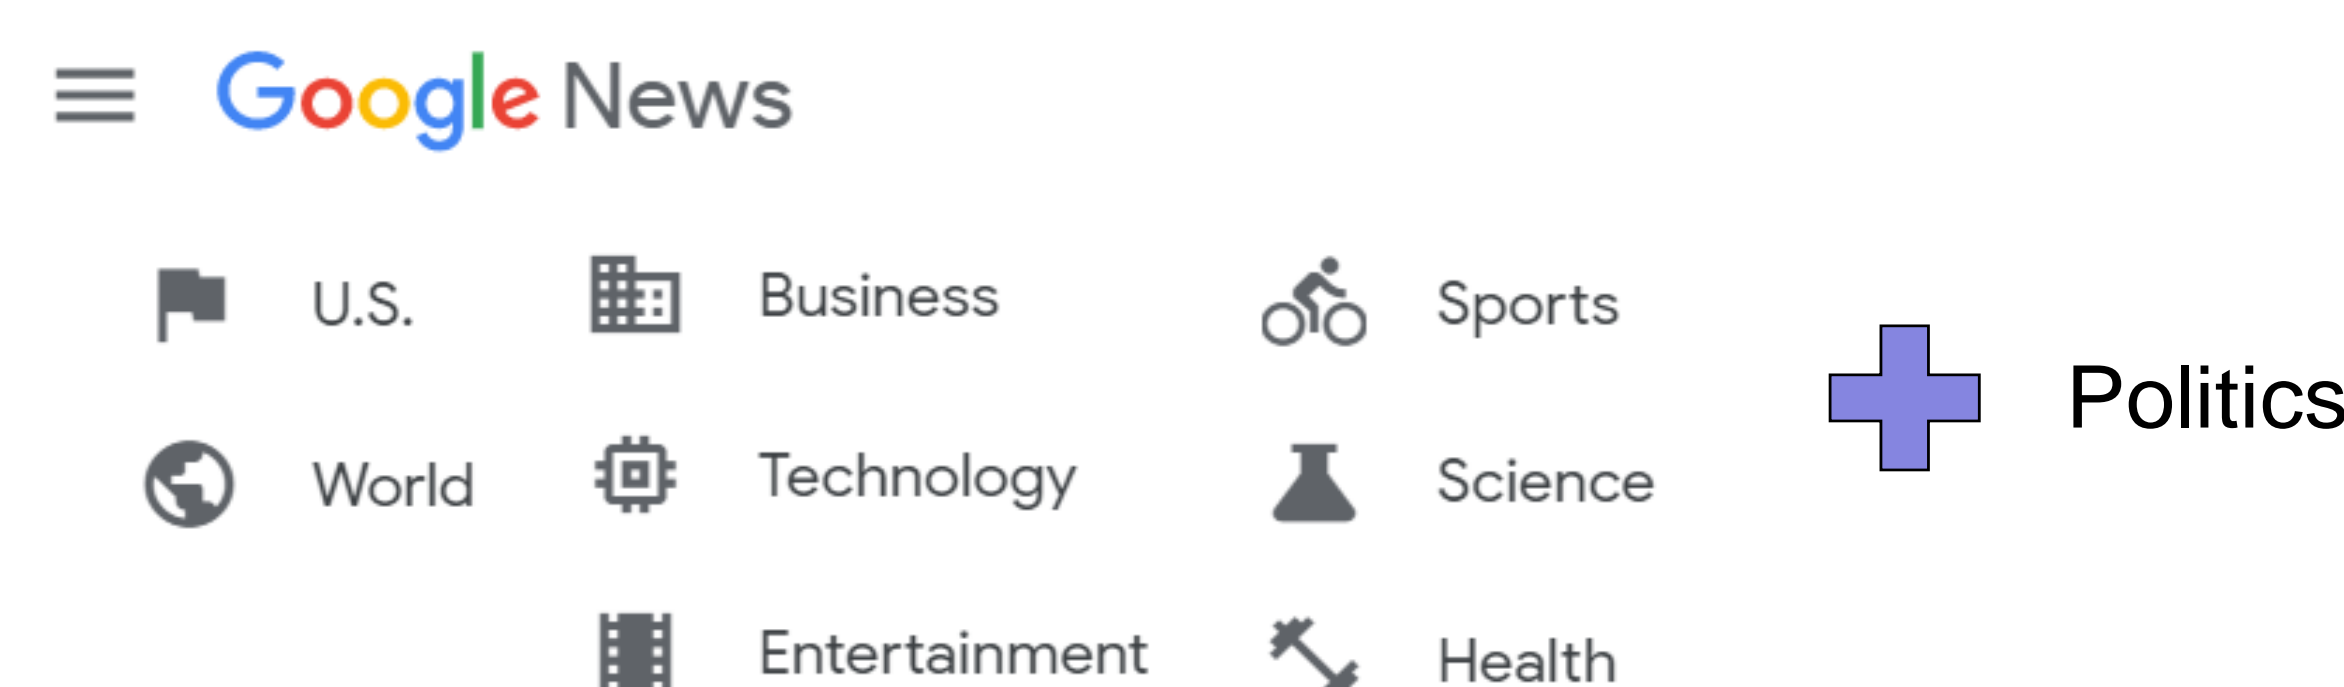 Google News
U.S.
Business
Sports
Politics
World
Technology
Science
Entertainment
Health